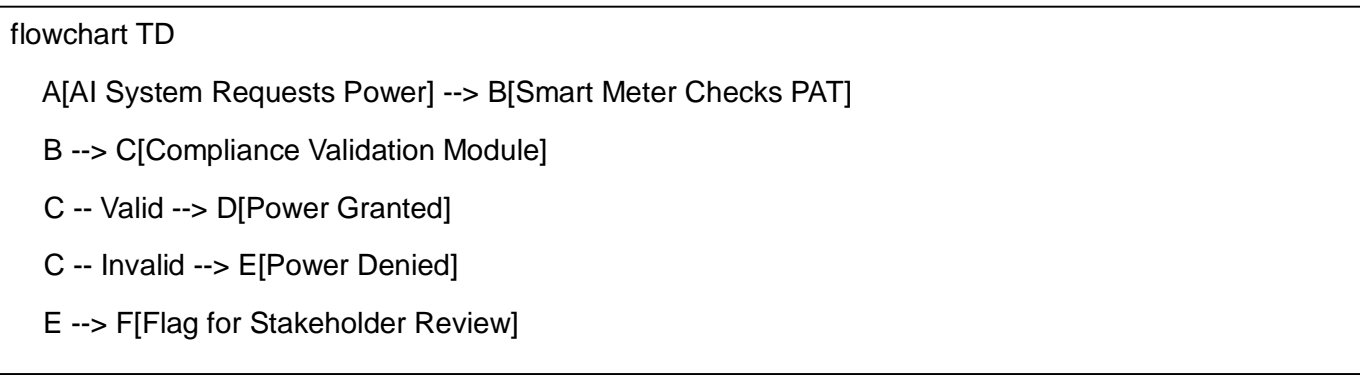 flowchart TD
A[AI System Requests Power] --> B[Smart Meter Checks PAT]
B --> C[Compliance Validation Module]
C -- Valid --> D[Power Granted]
C -- Invalid --> E[Power Denied]
E --> F[Flag for Stakeholder Review]